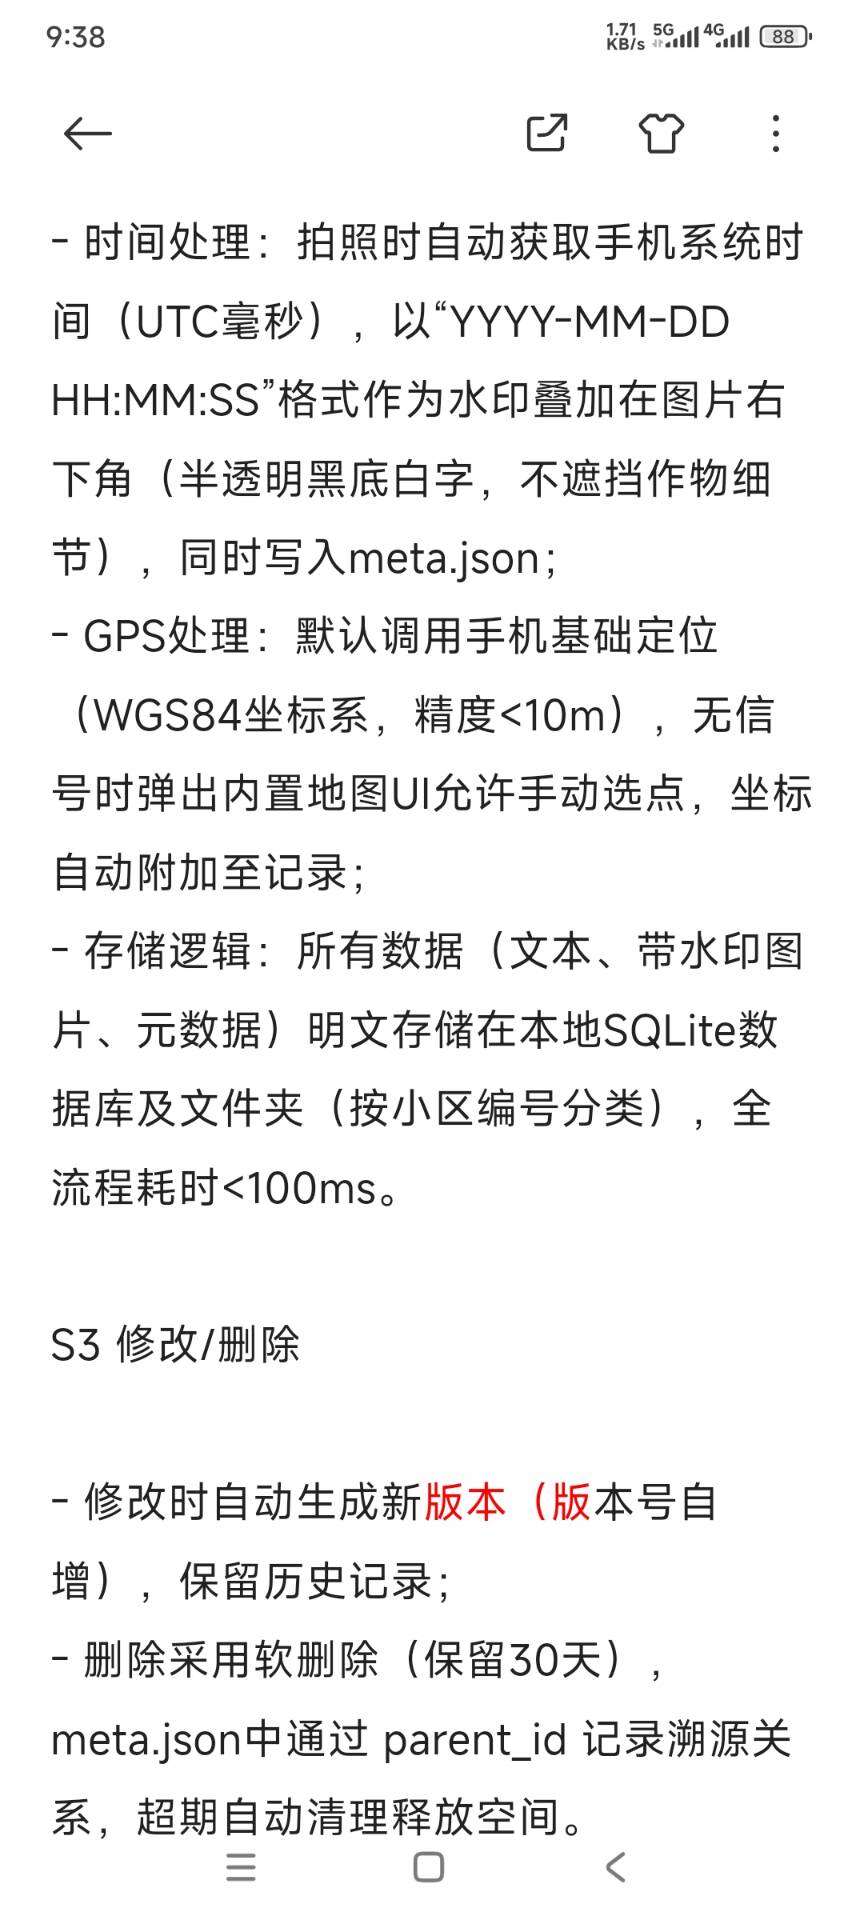 9:38
1.71 KB/s 5G 4G 88
- 时间处理：拍照时自动获取手机系统时
间（UTC毫秒），以“YYYY-MM-DD
HH:MM:SS”格式作为水印叠加在图片右
下角（半透明黑底白字，不遮挡作物细
节），同时写入meta.json；
- GPS处理：默认调用手机基础定位
（WGS84坐标系，精度<10m），无信
号时弹出内置地图UI允许手动选点，坐标
自动附加至记录；
- 存储逻辑：所有数据（文本、带水印图
片、元数据）明文存储在本地SQLite数
据库及文件夹（按小区编号分类），全
流程耗时<100ms。
S3 修改/删除
- 修改时自动生成新版本（版本号自
增），保留历史记录；
- 删除采用软删除（保留30天），
meta.json中通过 parent_id 记录溯源关
系，超期自动清理释放空间。